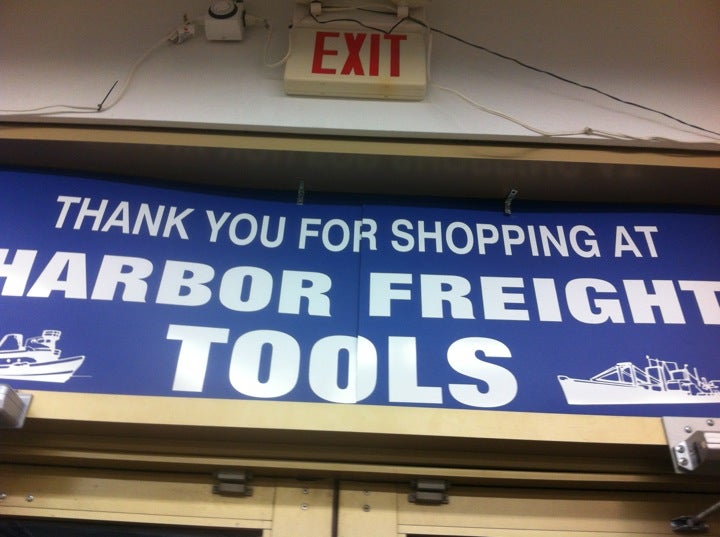 EXIT
THANK YOU FOR SHOPPING AT
HARBOR FREIGHT
TOOLS